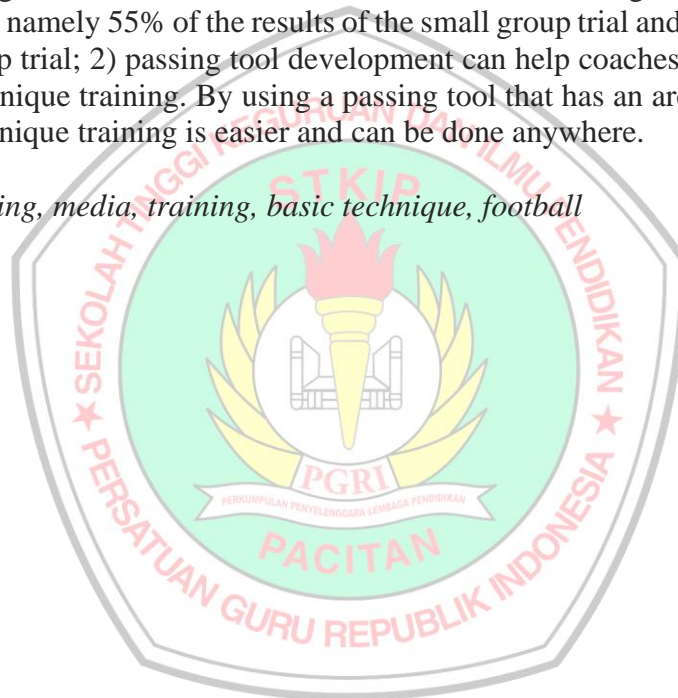 namely 55% of the results of the small group trial and
p trial; 2) passing tool development can help coaches
nique training. By using a passing tool that has an ar
nique training is easier and can be done anywhere.
ing, media, training, basic technique, football
SEKOLAH TINGGI KEGURUAN DAN ILMU PENDIDIKAN
STKIP
PGRI
PERKUMPULAN PENYELENGGARA LEMBAGA PENDIDIKAN
PACITAN
★ PERSATUAN GURU REPUBLIK INDONESIA ★